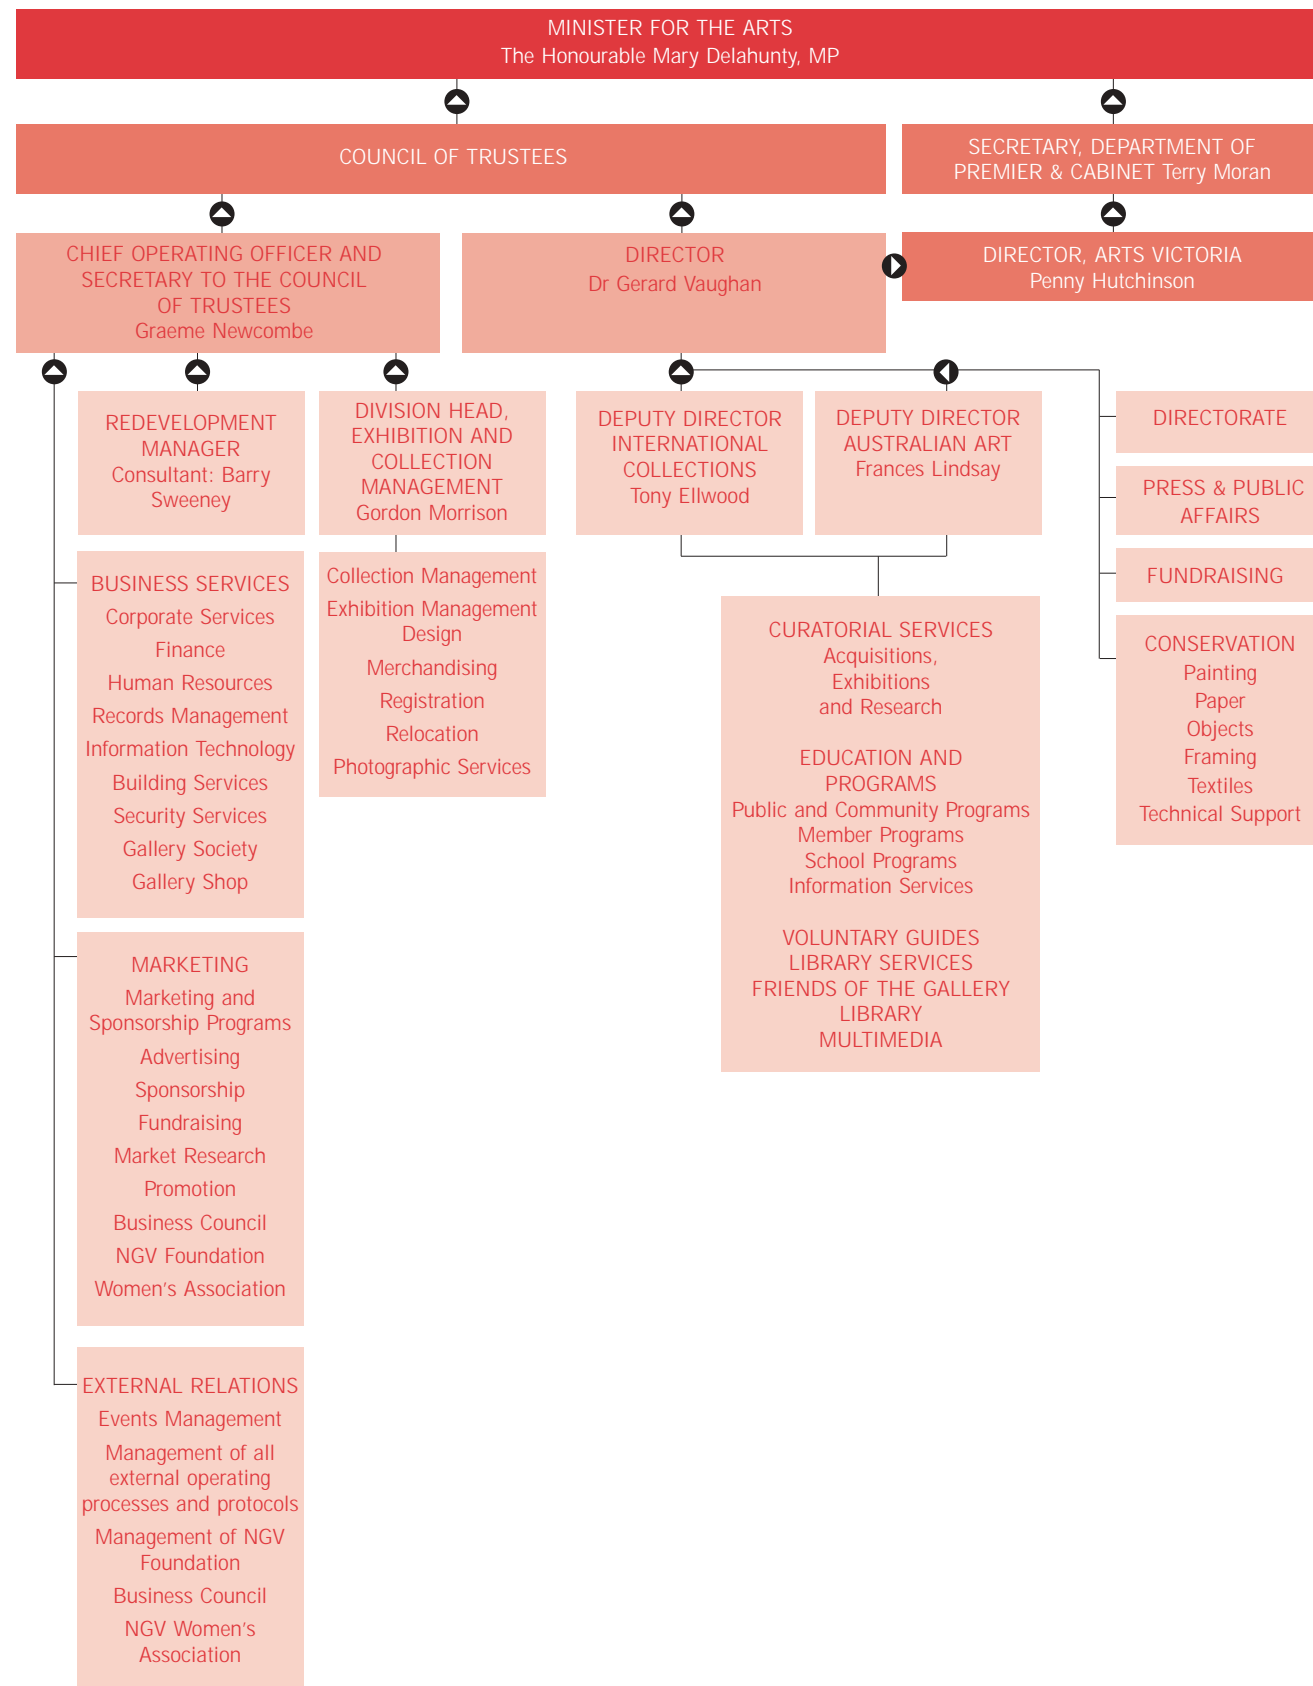 MINISTER FOR THE ARTS
The Honourable Mary Delahunty, MP
COUNCIL OF TRUSTEES
SECRETARY, DEPARTMENT OF
PREMIER & CABINET Terry Moran
CHIEF OPERATING OFFICER AND
SECRETARY TO THE COUNCIL
OF TRUSTEES
Graeme Newcombe
DIRECTOR
Dr Gerard Vaughan
DIRECTOR, ARTS VICTORIA
Penny Hutchinson
REDEVELOPMENT
MANAGER
Consultant: Barry
Sweeney
DIVISION HEAD,
EXHIBITION AND
COLLECTION
MANAGEMENT
Gordon Morrison
DEPUTY DIRECTOR
INTERNATIONAL
COLLECTIONS
Tony Ellwood
DEPUTY DIRECTOR
AUSTRALIAN ART
Frances Lindsay
DIRECTORATE
PRESS & PUBLIC
AFFAIRS
FUNDRAISING
CONSERVATION
Painting
Paper
Objects
Framing
Textiles
Technical Support
BUSINESS SERVICES
Corporate Services
Finance
Human Resources
Records Management
Information Technology
Building Services
Security Services
Gallery Society
Gallery Shop
Collection Management
Exhibition Management
Design
Merchandising
Registration
Relocation
Photographic Services
CURATORIAL SERVICES
Acquisitions,
Exhibitions
and Research
EDUCATION AND
PROGRAMS
Public and Community Programs
Member Programs
School Programs
Information Services
VOLUNTARY GUIDES
LIBRARY SERVICES
FRIENDS OF THE GALLERY
LIBRARY
MULTIMEDIA
MARKETING
Marketing and
Sponsorship Programs
Advertising
Sponsorship
Fundraising
Market Research
Promotion
Business Council
NGV Foundation
Women's Association
EXTERNAL RELATIONS
Events Management
Management of all
external operating
processes and protocols
Management of NGV
Foundation
Business Council
NGV Women's
Association